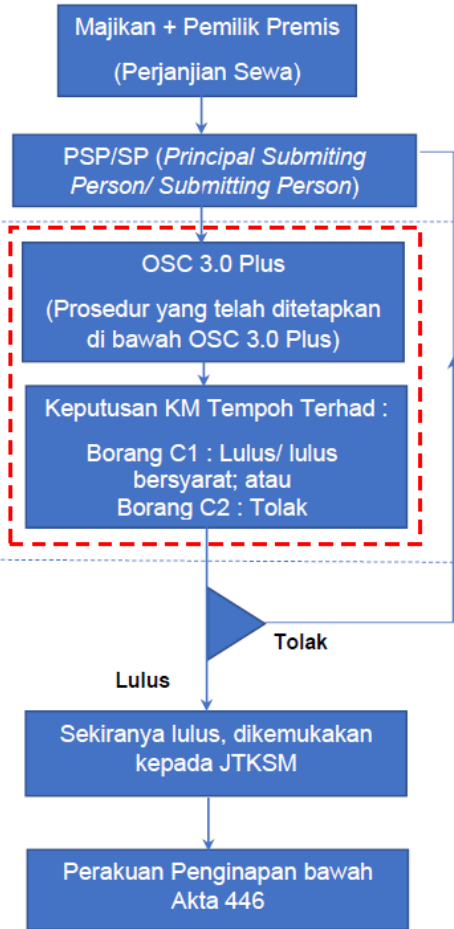 Majikan + Pemilik Premis
(Perjanjian Sewa)
PSP/SP (Principal Submiting
Person/ Submitting Person)
OSC 3.0 Plus
(Prosedur yang telah ditetapkan
di bawah OSC 3.0 Plus)
Keputusan KM Tempoh Terhad :
Borang C1 : Lulus/ lulus
bersyarat; atau
Borang C2 : Tolak
Tolak
Lulus
Sekiranya lulus, dikemukakan
kepada JTKSM
Perakuan Penginapan bawah
Akta 446